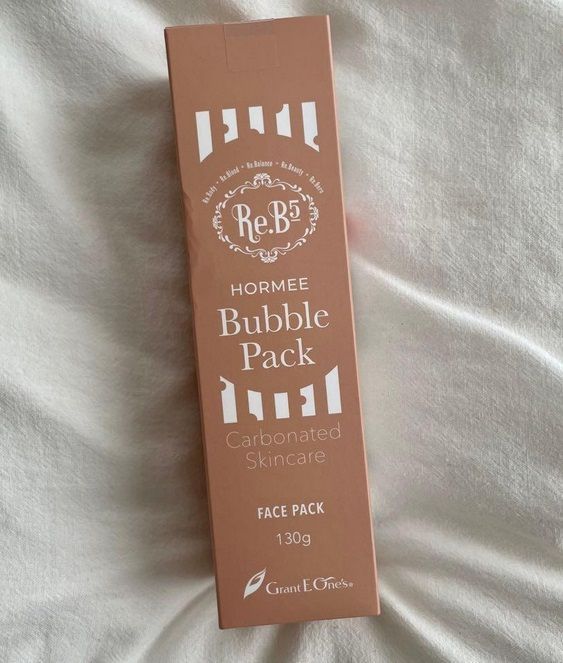 Re.Body • Re.Blend • Re.Balance • Re.Beauty • Re.Born
Re.B5
HORMEE
Bubble
Pack
Carbonated
Skincare
FACE PACK
130g
Grant E One's®